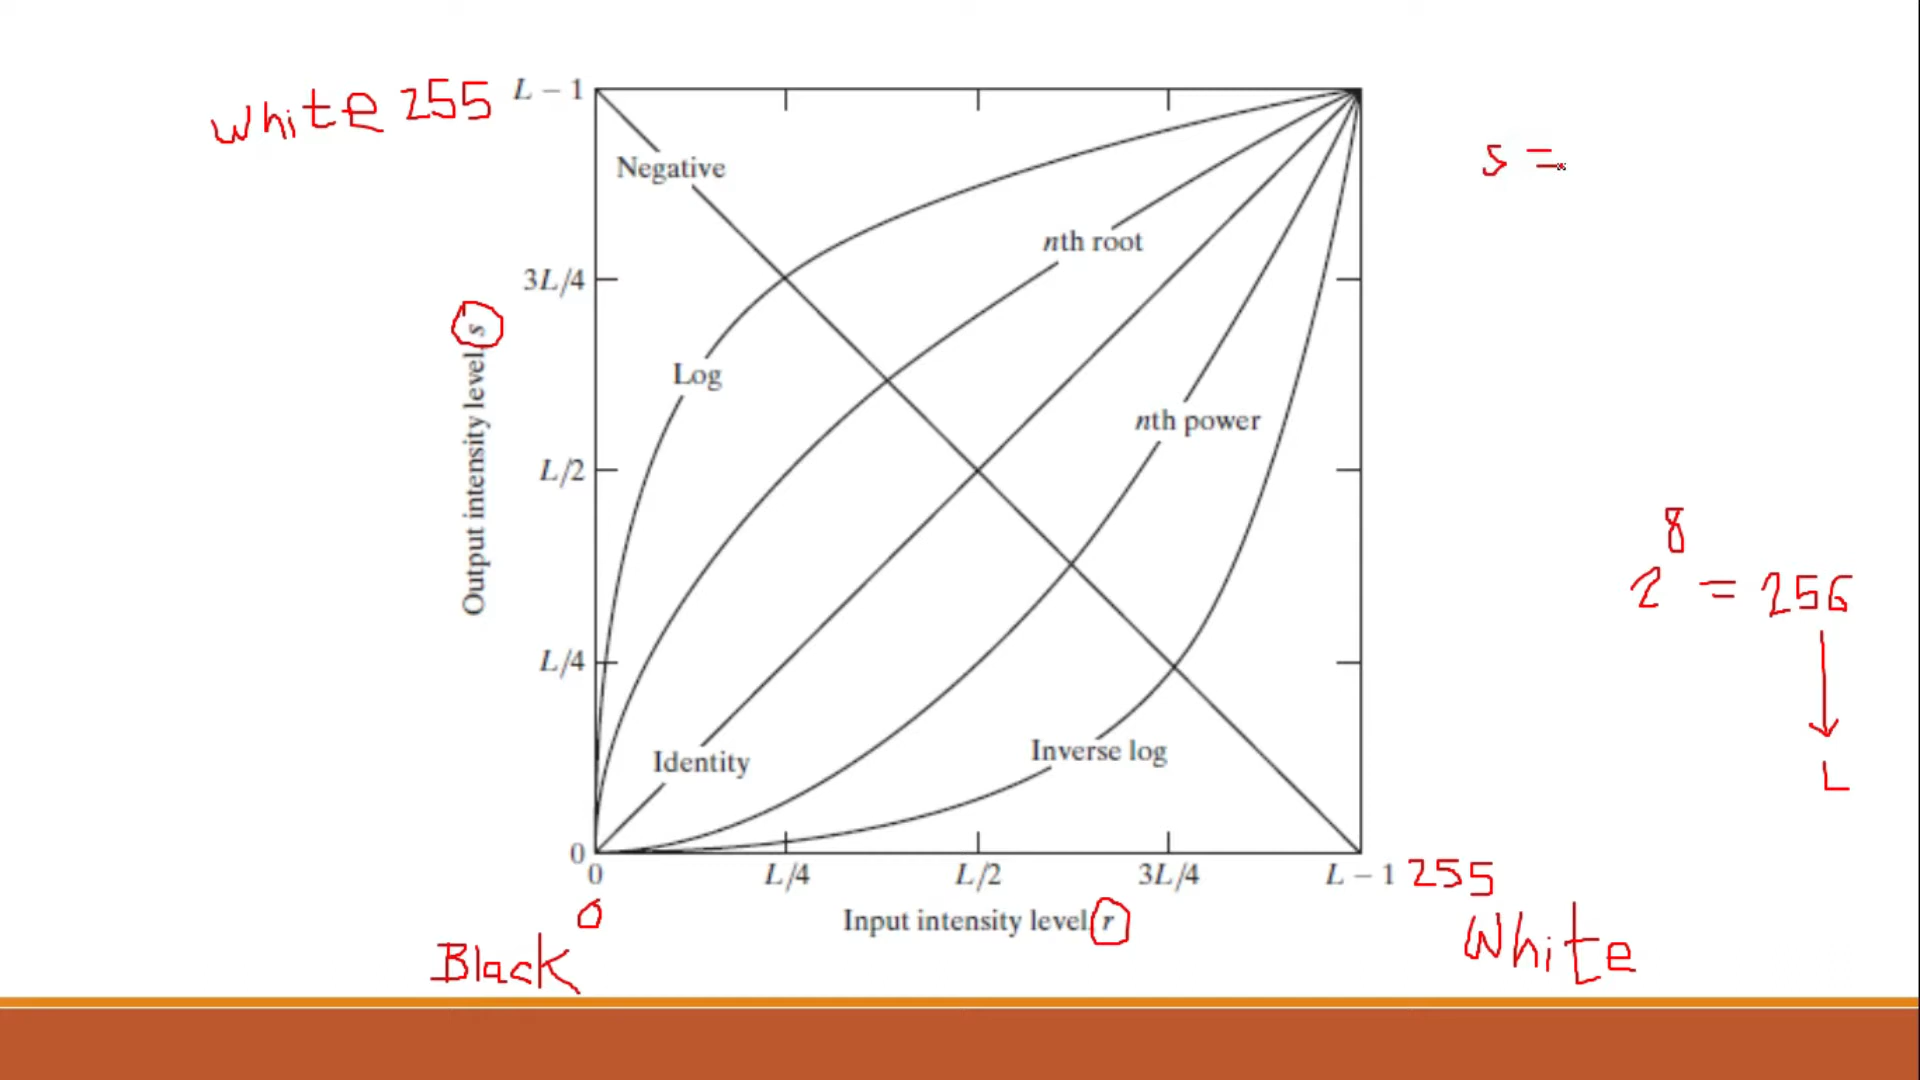 White 255
L – 1
s =
Negative
nth root
3L/4
Output intensity level, s
Log
nth power
L/2
8
2 = 256
L
L/4
Inverse log
Identity
0
0 L/4 L/2 3L/4 L – 1 255
0
Input intensity level, r
Black
White